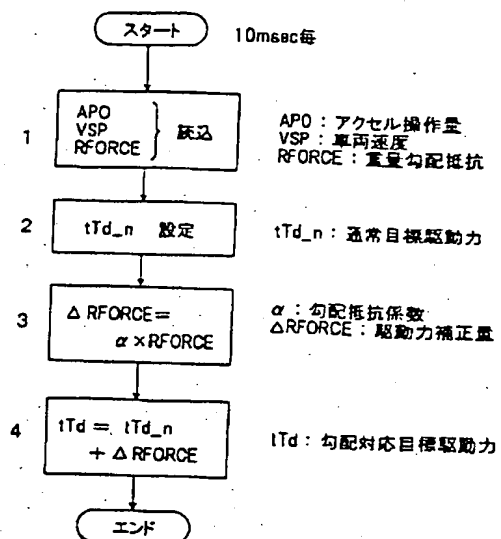 スタート
10msec毎
1
APO
VSP
RFORCE
読込
APO：アクセル操作量
VSP：車両速度
RFORCE：重量勾配抵抗
2
tTd_n 設定
tTd_n：通常目標駆動力
3
△RFORCE＝
α×RFORCE
α：勾配抵抗係数
△RFORCE：駆動力補正量
4
tTd＝ tTd_n
＋△RFORCE
tTd：勾配対応目標駆動力
エンド